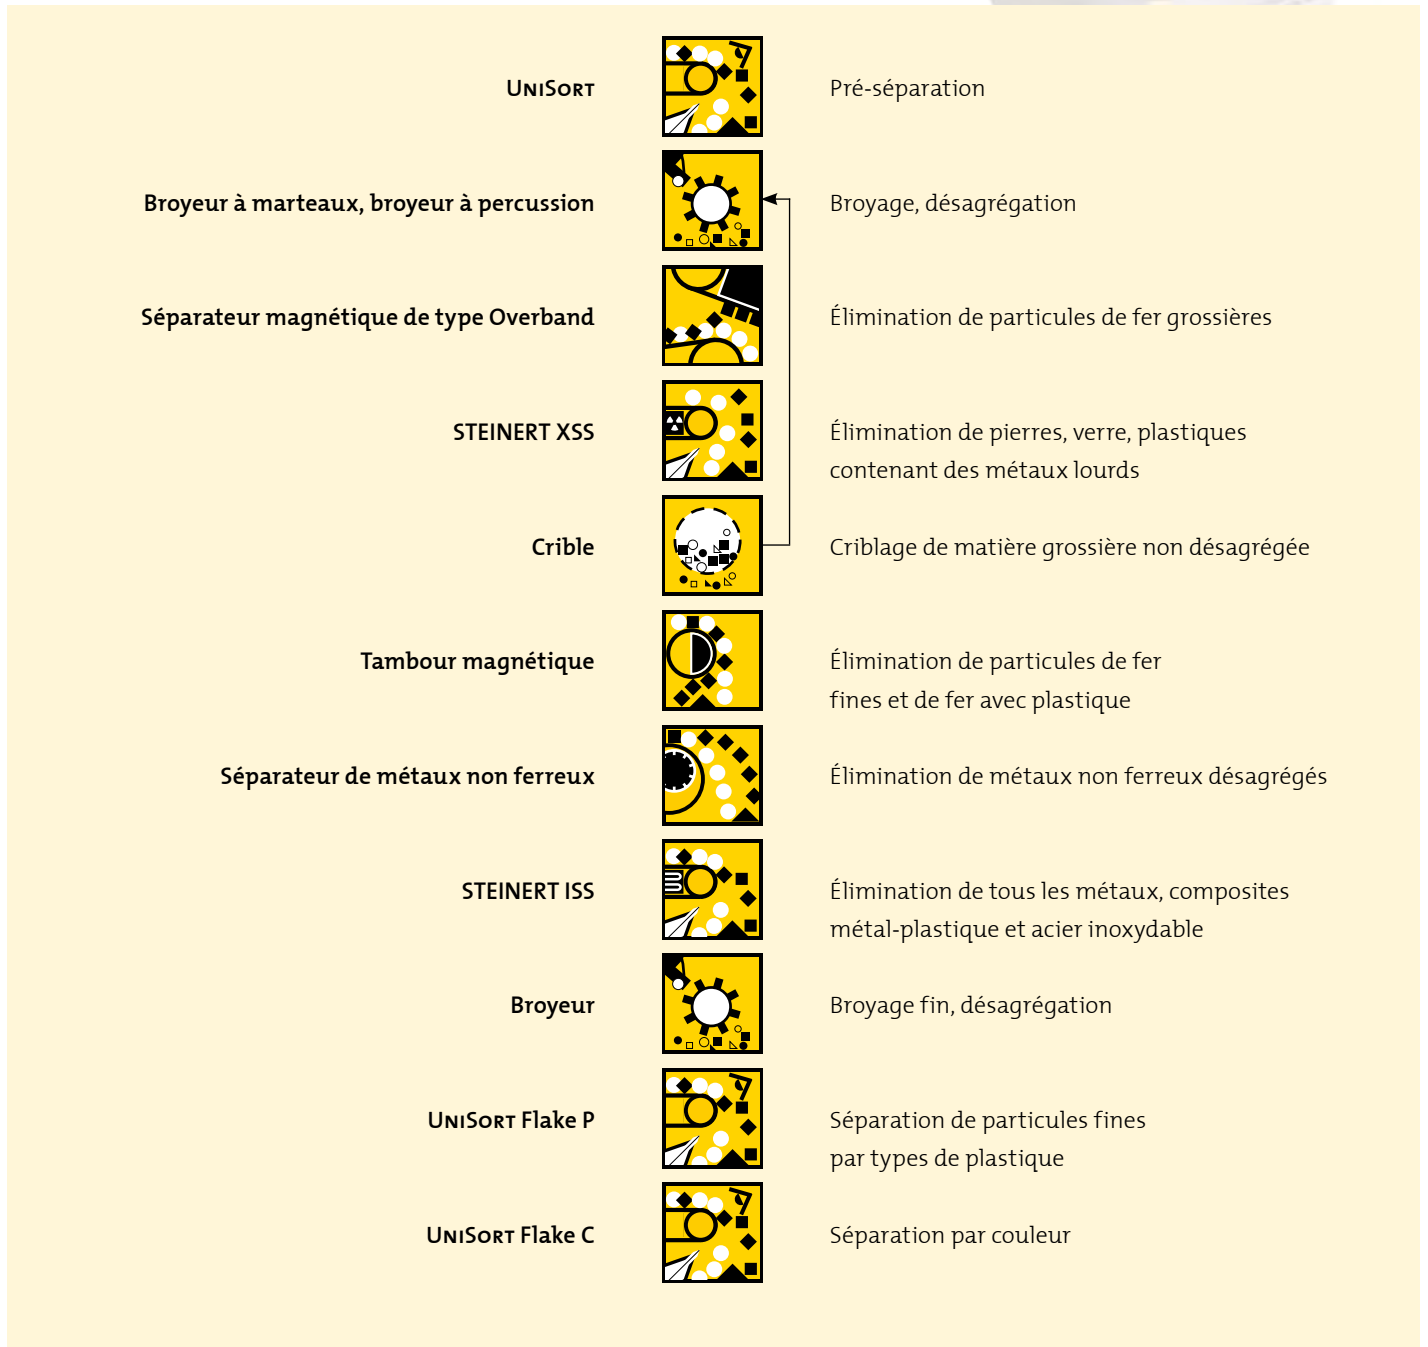 UniSort
Pré-séparation
Broyeur à marteaux, broyeur à percussion
Broyage, désagrégation
Séparateur magnétique de type Overband
Élimination de particules de fer grossières
STEINERT XSS
Élimination de pierres, verre, plastiques
contenant des métaux lourds
Crible
Criblage de matière grossière non désagrégée
Tambour magnétique
Élimination de particules de fer
fines et de fer avec plastique
Séparateur de métaux non ferreux
Élimination de métaux non ferreux désagrégés
STEINERT ISS
Élimination de tous les métaux, composites
métal-plastique et acier inoxydable
Broyeur
Broyage fin, désagrégation
UniSort Flake P
Séparation de particules fines
par types de plastique
UniSort Flake C
Séparation par couleur